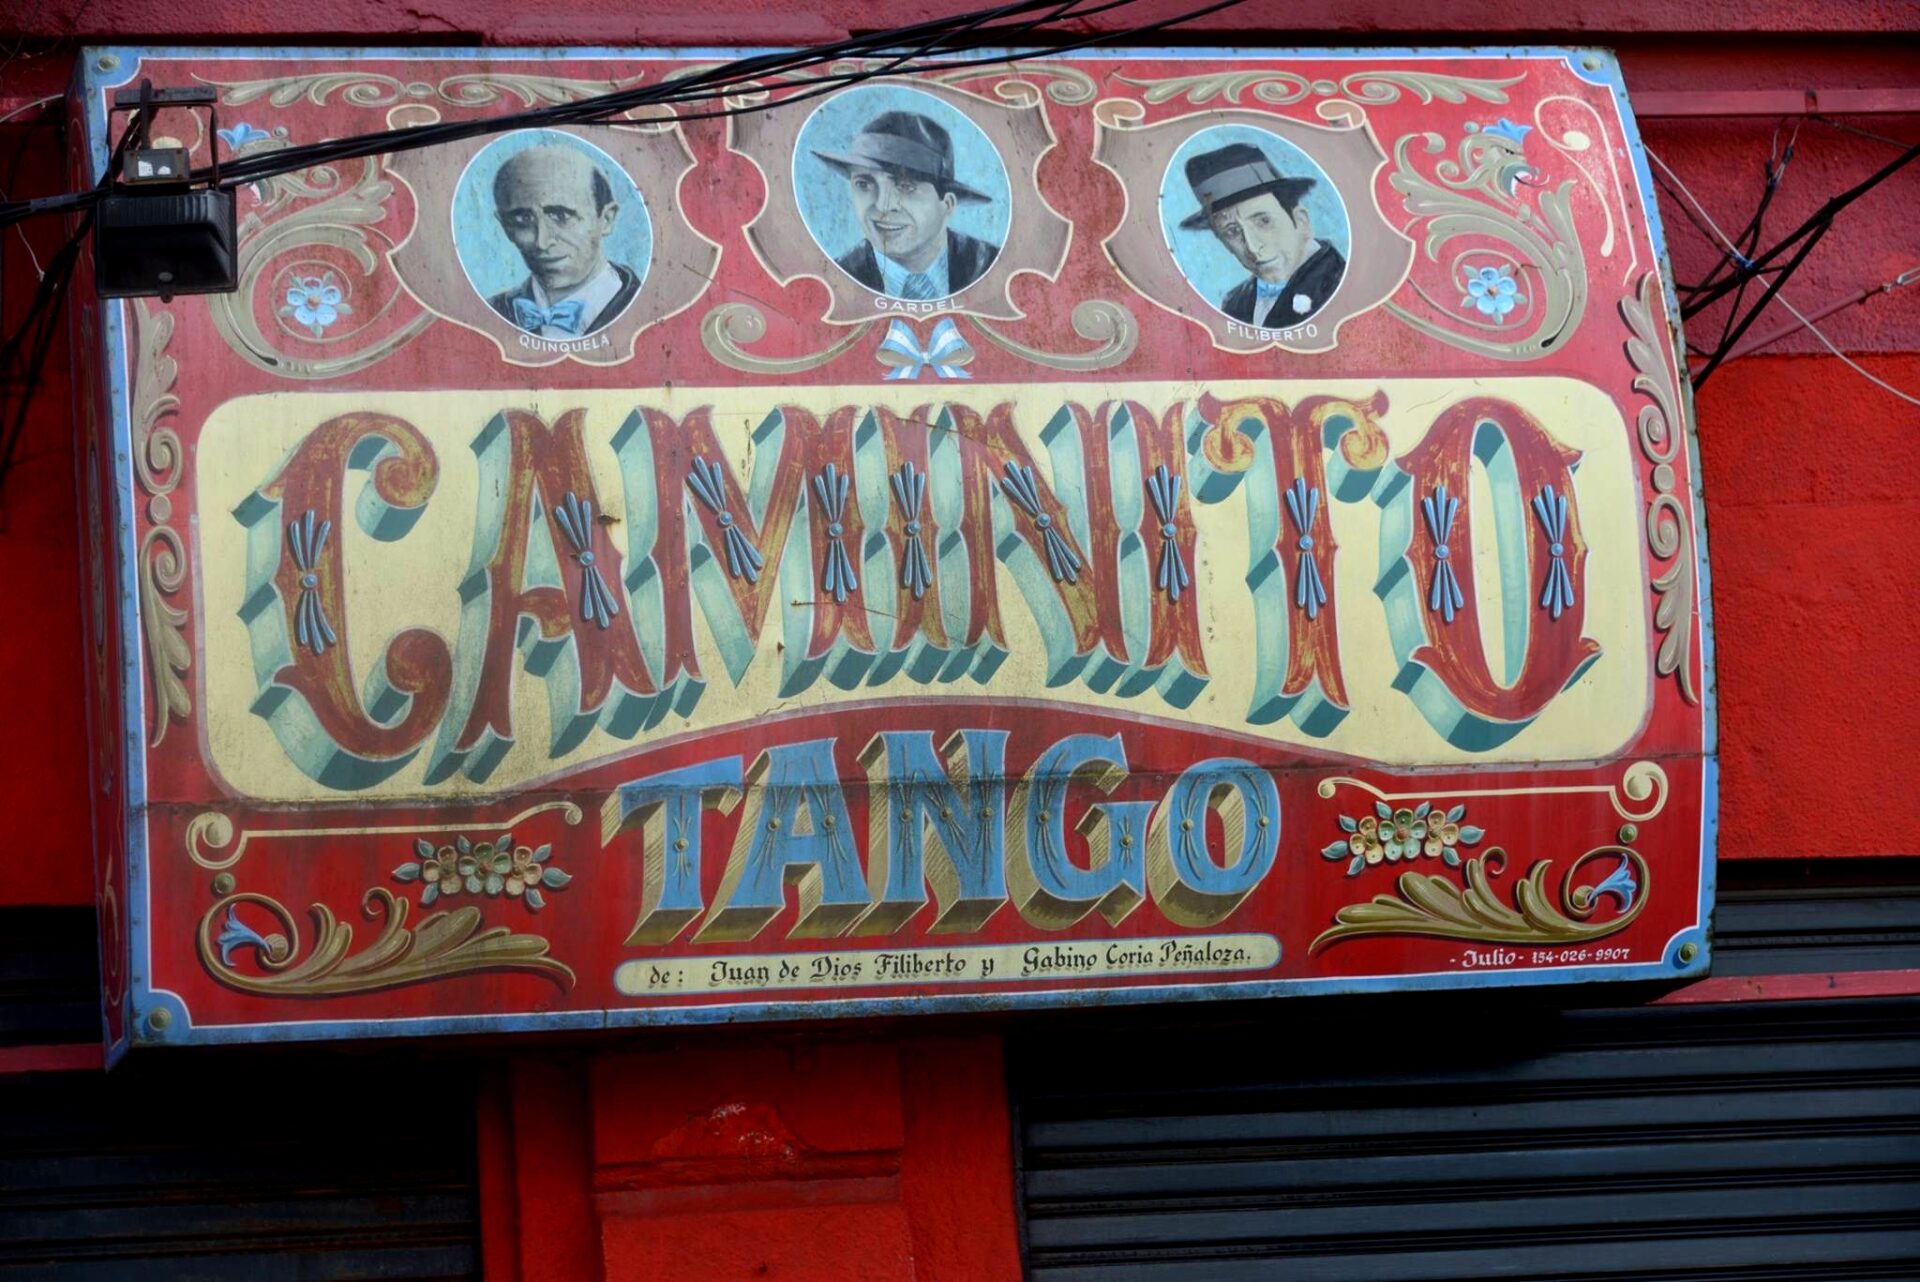 QUINQUELA
GARDEL
FILIBERTO
CAMINITO
TANGO
de: Juan de Dios Filiberto y Gabino Coria Peñaloza.
- Julio - 154-026-9907